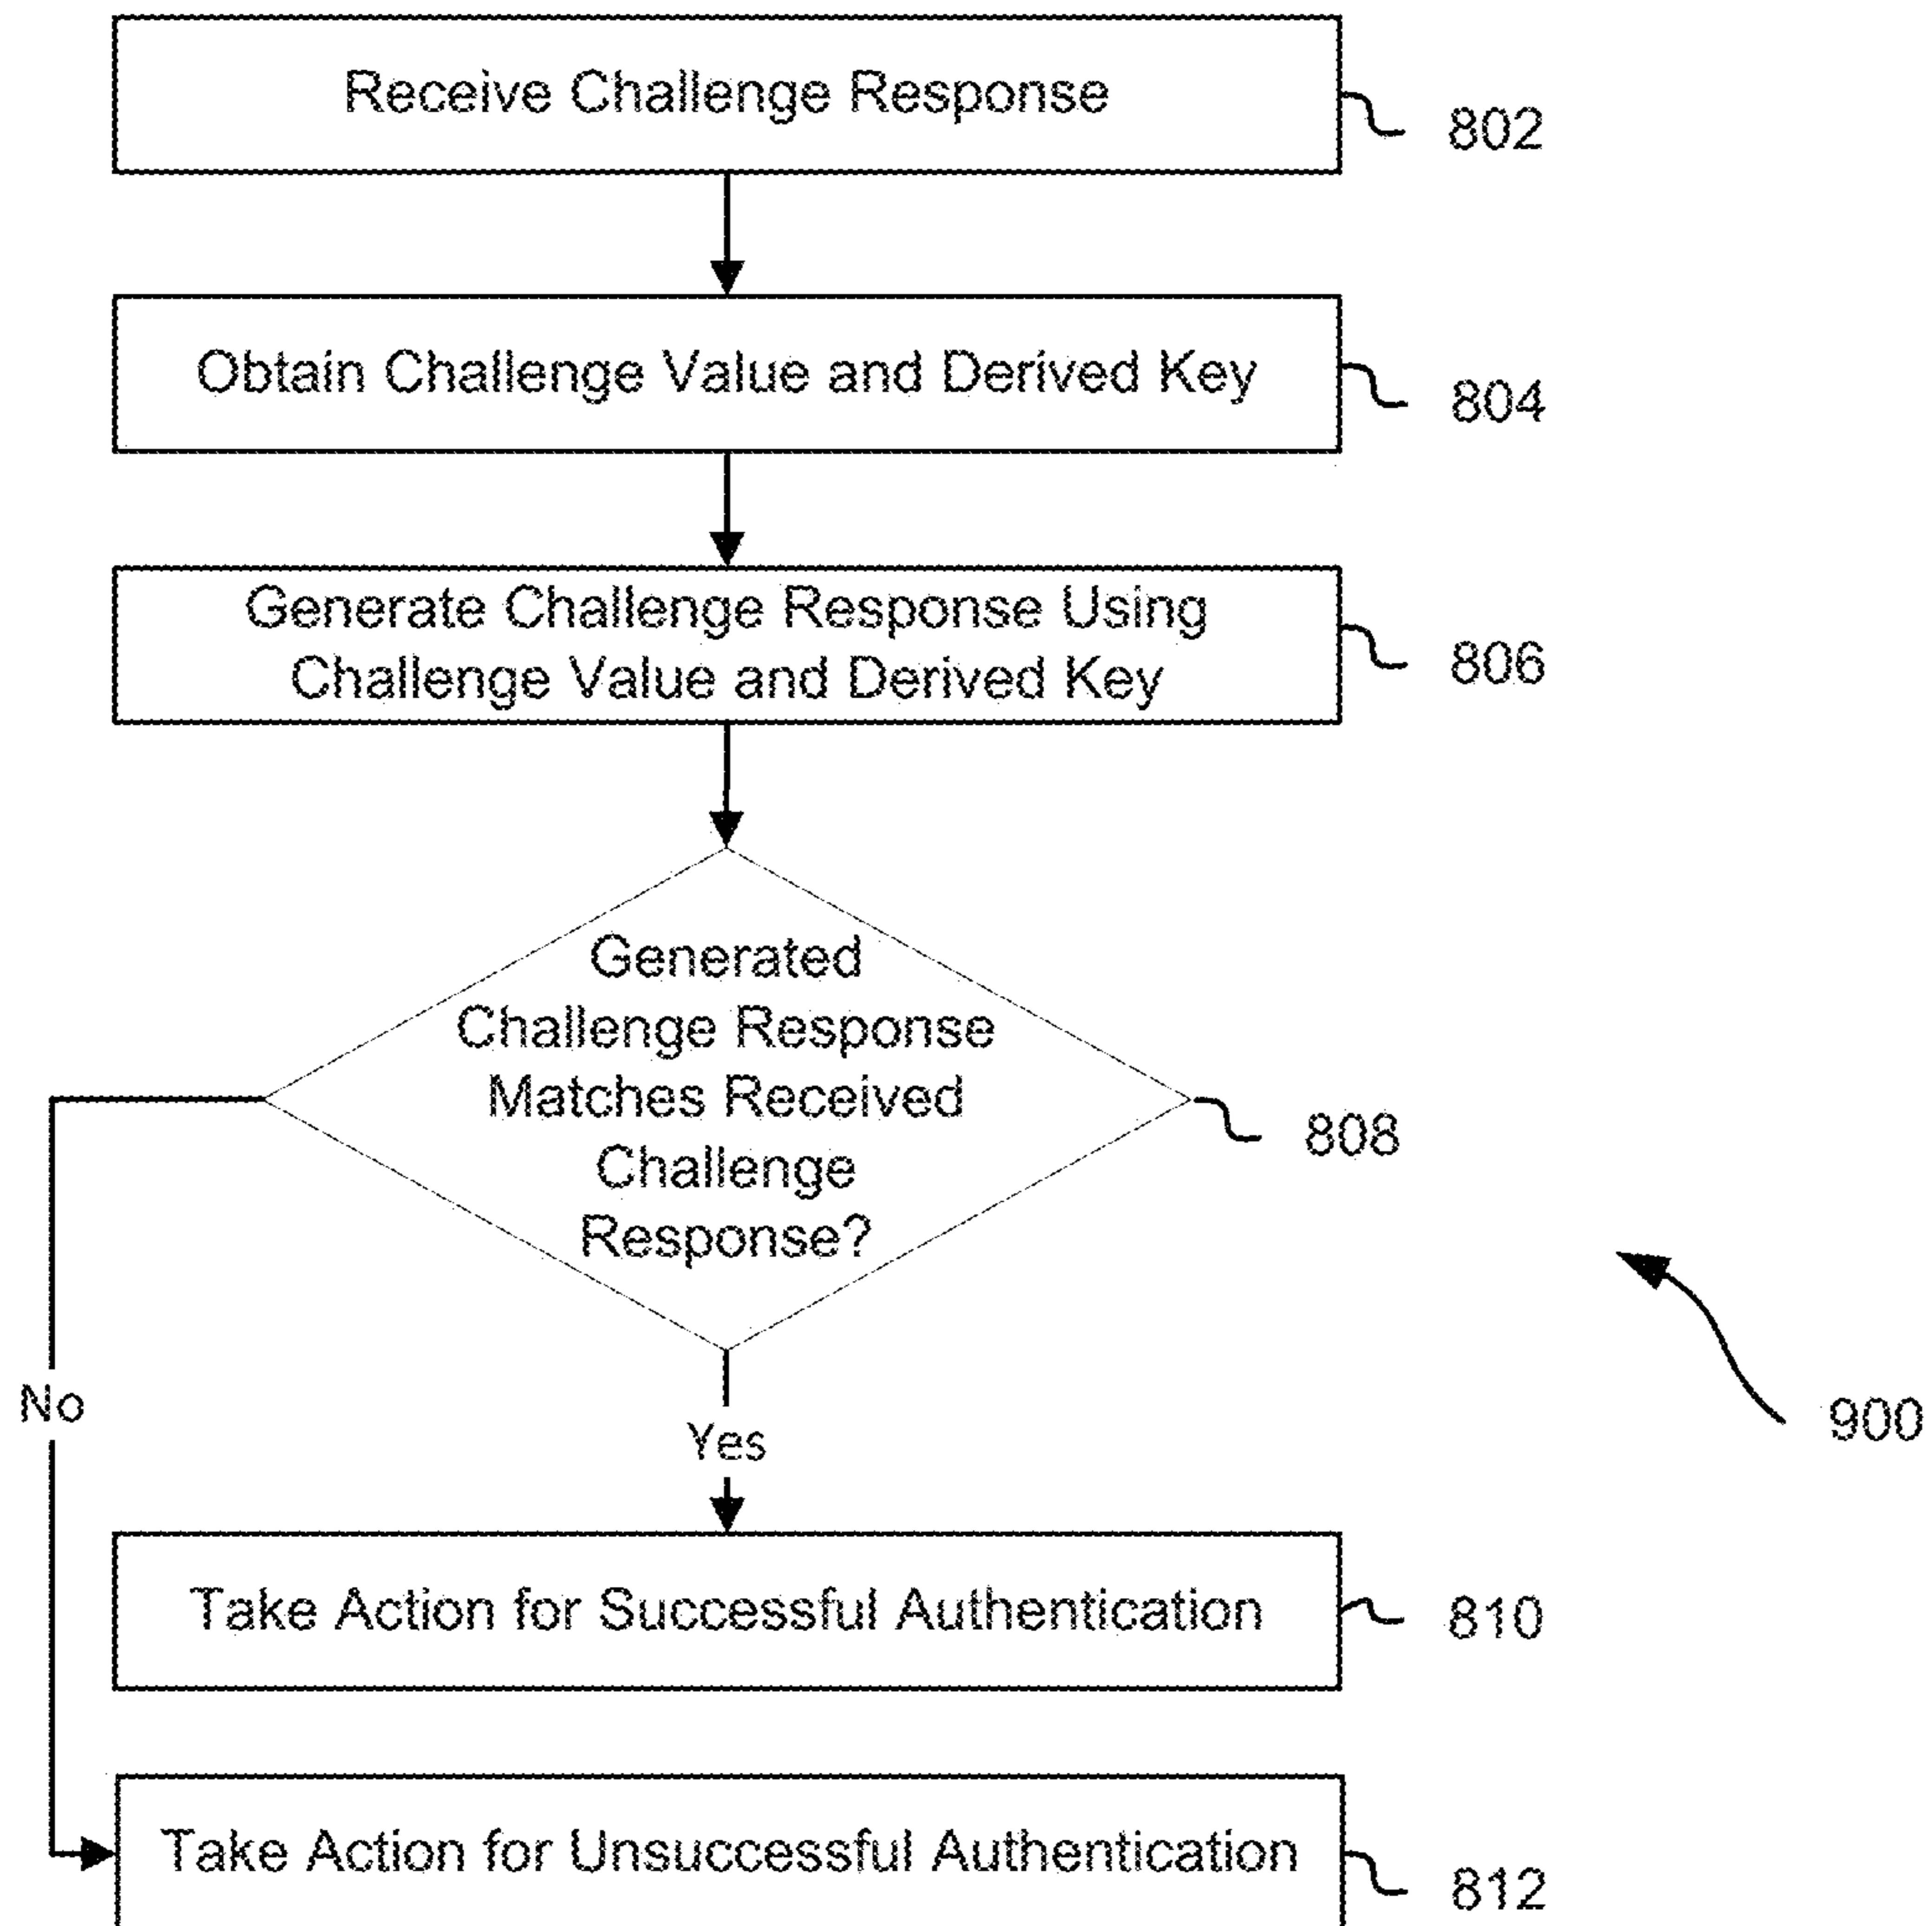 Receive Challenge Response
802
Obtain Challenge Value and Derived Key
804
Generate Challenge Response Using
Challenge Value and Derived Key
806
Generated
Challenge Response
Matches Received
Challenge
Response?
808
No
Yes
900
Take Action for Successful Authentication
810
Take Action for Unsuccessful Authentication
812